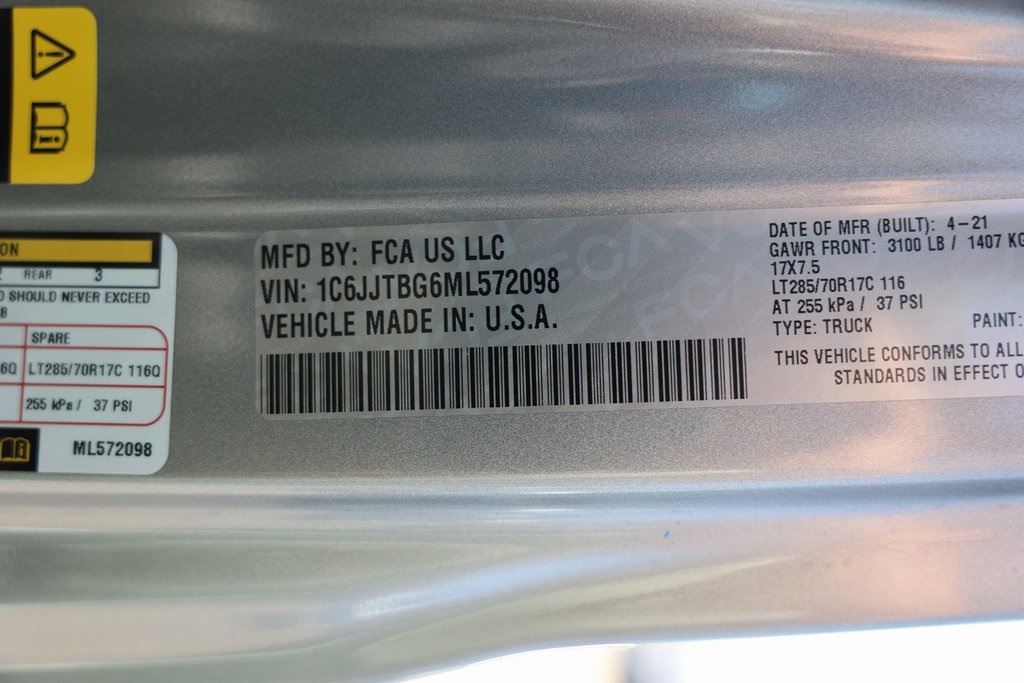 MFD BY: FCA US LLC
VIN: 1C6JJTBG6ML572098
VEHICLE MADE IN: U.S.A.
DATE OF MFR (BUILT): 4-21
GAWR FRONT: 3100 LB / 1407 KG
17X7.5
LT285/70R17C 116
AT 255 kPa / 37 PSI
TYPE: TRUCK
PAINT:
THIS VEHICLE CONFORMS TO ALL
STANDARDS IN EFFECT O
ON
REAR 3
SHOULD NEVER EXCEED
B
SPARE
6Q LT285/70R17C 116Q
255 kPa / 37 PSI
ML572098